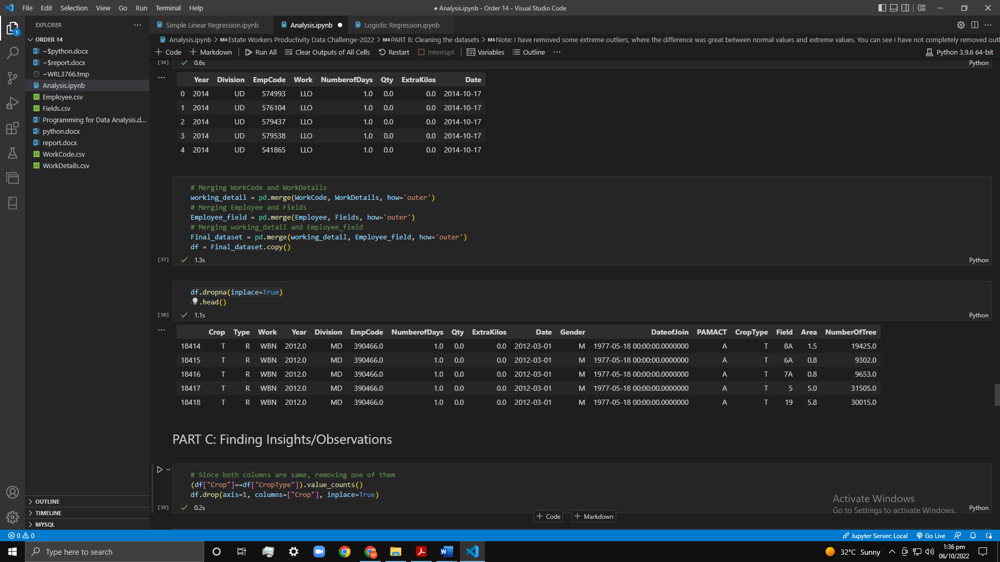 File Edit Selection View Go Run Terminal Help
● Analysis.ipynb - Order 14 - Visual Studio Code
EXPLORER
Simple Linear Regression.ipynb Analysis.ipynb ● Logistic Regression.ipynb
ORDER 14
Analysis.ipynb > M↓Estate Workers Productivity Data Challenge-2022 > M↓PART B: Cleaning the datasets > M↓Note: I have removed some extreme outliers, where the difference was great between normal values and extreme values. You can see I have not completely removed outl
+ Code + Markdown Run All Clear Outputs of All Cells Restart Interrupt Variables Outline ···
Python 3.9.6 64-bit
1
~$python.docx
~$report.docx
~WRL3766.tmp
Analysis.ipynb
Employee.csv
Fields.csv
Programming for Data Analysis.d...
python.docx
report.docx
WorkCode.csv
WorkDetails.csv
OUTLINE
TIMELINE
MYSQL
[36] ✓ 0.6s Python
Year Division EmpCode Work NumberofDays Qty ExtraKilos Date
0 2014 UD 574993 LLO 1.0 0.0 0.0 2014-10-17
1 2014 UD 576104 LLO 1.0 0.0 0.0 2014-10-17
2 2014 UD 579437 LLO 1.0 0.0 0.0 2014-10-17
3 2014 UD 579538 LLO 1.0 0.0 0.0 2014-10-17
4 2014 UD 541865 LLO 1.0 0.0 0.0 2014-10-17
# Merging WorkCode and WorkDetails
working_detail = pd.merge(WorkCode, WorkDetails, how='outer')
# Merging Employee and Fields
Employee_field = pd.merge(Employee, Fields, how='outer')
# Merging working_detail and Employee_field
Final_dataset = pd.merge(working_detail, Employee_field, how='outer')
df = Final_dataset.copy()
[37] ✓ 1.3s Python
df.dropna(inplace=True)
.head()
[38] ✓ 1.1s Python
Crop Type Work Year Division EmpCode NumberofDays Qty ExtraKilos Date Gender DateofJoin PAMACT CropType Field Area NumberOfTree
18414 T R WBN 2012.0 MD 390466.0 1.0 0.0 0.0 2012-03-01 M 1977-05-18 00:00:00.0000000 A T 8A 1.5 19425.0
18415 T R WBN 2012.0 MD 390466.0 1.0 0.0 0.0 2012-03-01 M 1977-05-18 00:00:00.0000000 A T 6A 0.8 9302.0
18416 T R WBN 2012.0 MD 390466.0 1.0 0.0 0.0 2012-03-01 M 1977-05-18 00:00:00.0000000 A T 7A 0.8 9653.0
18417 T R WBN 2012.0 MD 390466.0 1.0 0.0 0.0 2012-03-01 M 1977-05-18 00:00:00.0000000 A T 5 5.0 31505.0
18418 T R WBN 2012.0 MD 390466.0 1.0 0.0 0.0 2012-03-01 M 1977-05-18 00:00:00.0000000 A T 19 5.8 30015.0
PART C: Finding Insights/Observations
# Since both columns are same, removing one of them
(df["Crop"]==df["CropType"]).value_counts()
df.drop(axis=1, columns=["Crop"], inplace=True)
[39] ✓ 0.2s Python
+ Code + Markdown
Activate Windows
Go to Settings to activate Windows.
0 0 Jupyter Server: Local Go Live
Type here to search
M
32°C Sunny
1:36 pm
06/10/2022